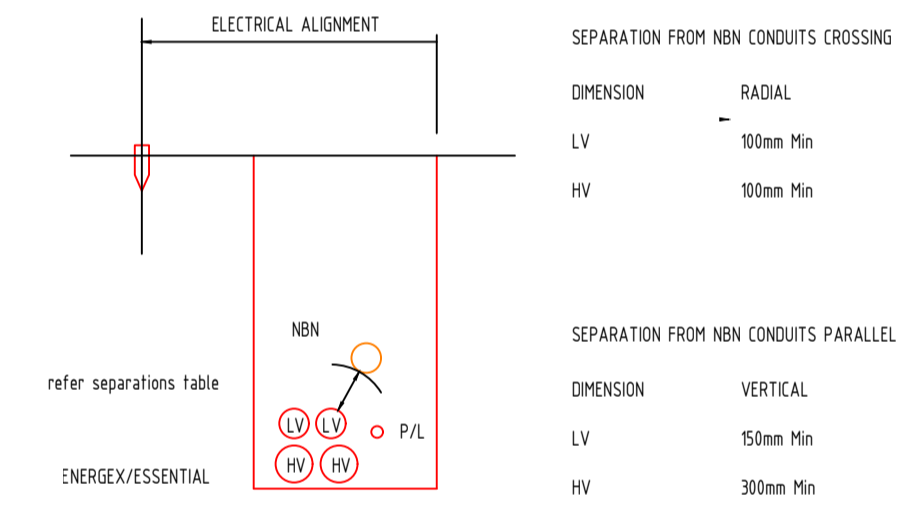 ELECTRICAL ALIGNMENT
NBN
refer separations table
LV LV
P/L
HV HV
ENERGEX/ESSENTIAL
SEPARATION FROM NBN CONDUITS CROSSING
DIMENSION RADIAL
LV 100mm Min
HV 100mm Min
SEPARATION FROM NBN CONDUITS PARALLEL
DIMENSION VERTICAL
LV 150mm Min
HV 300mm Min